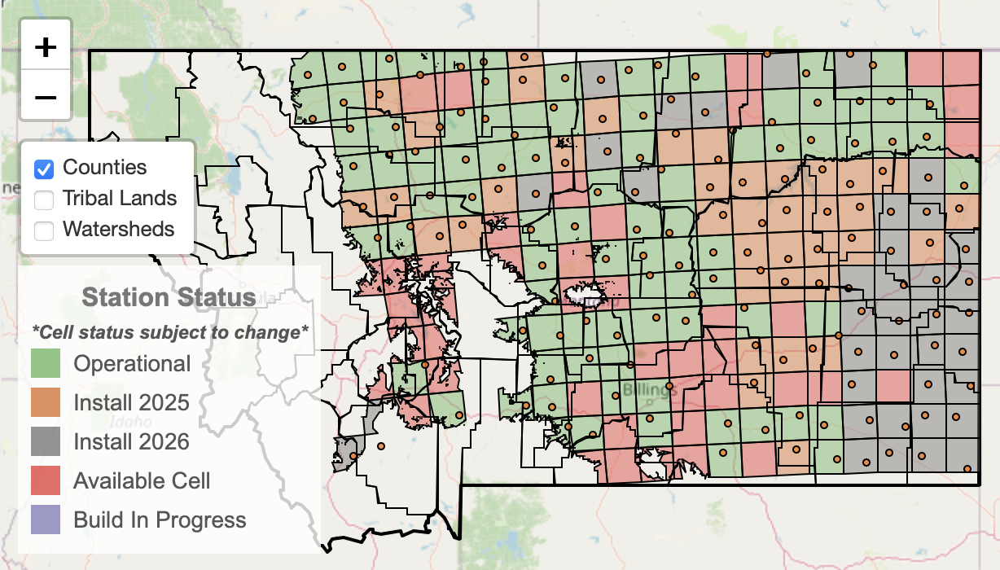 +
−
ne
Counties
Tribal Lands
Watersheds
Station Status
*Cell status subject to change*
Operational
Install 2025
Idaho
Install 2026
Available Cell
Build In Progress
Billings